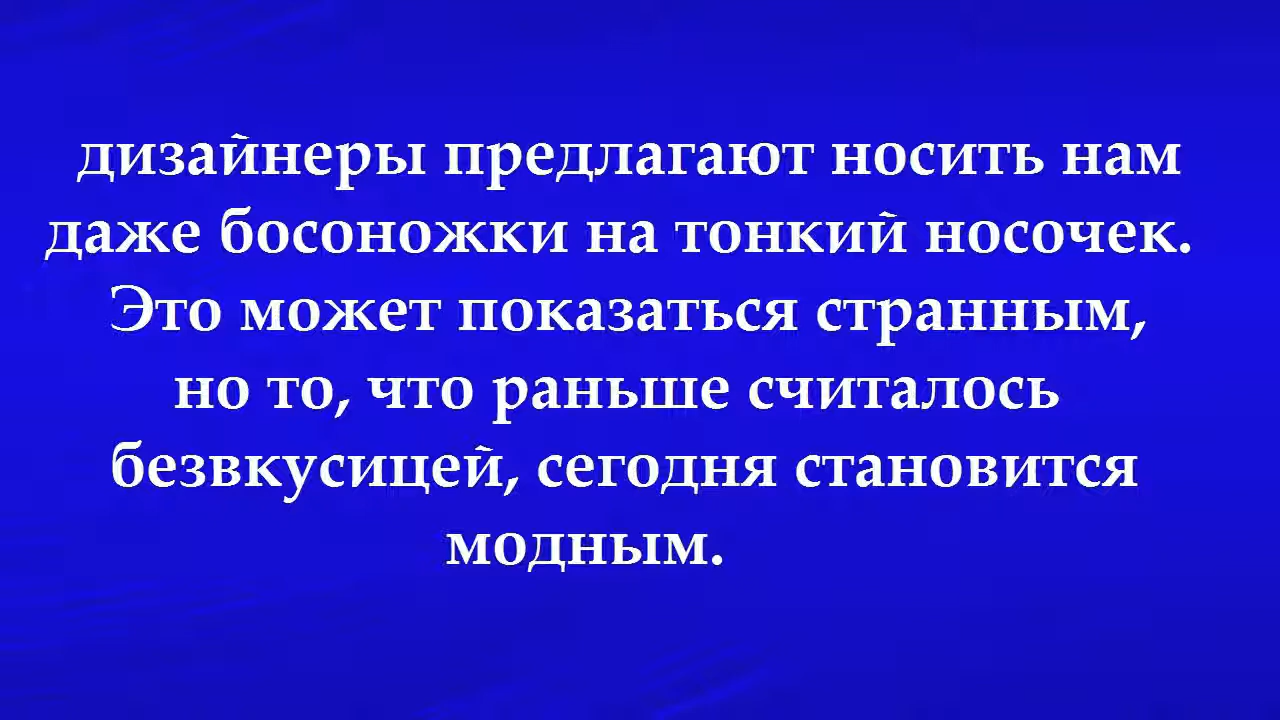 дизайнеры предлагают носить нам
даже босоножки на тонкий носочек.
Это может показаться странным,
но то, что раньше считалось
безвкусицей, сегодня становится
модным.